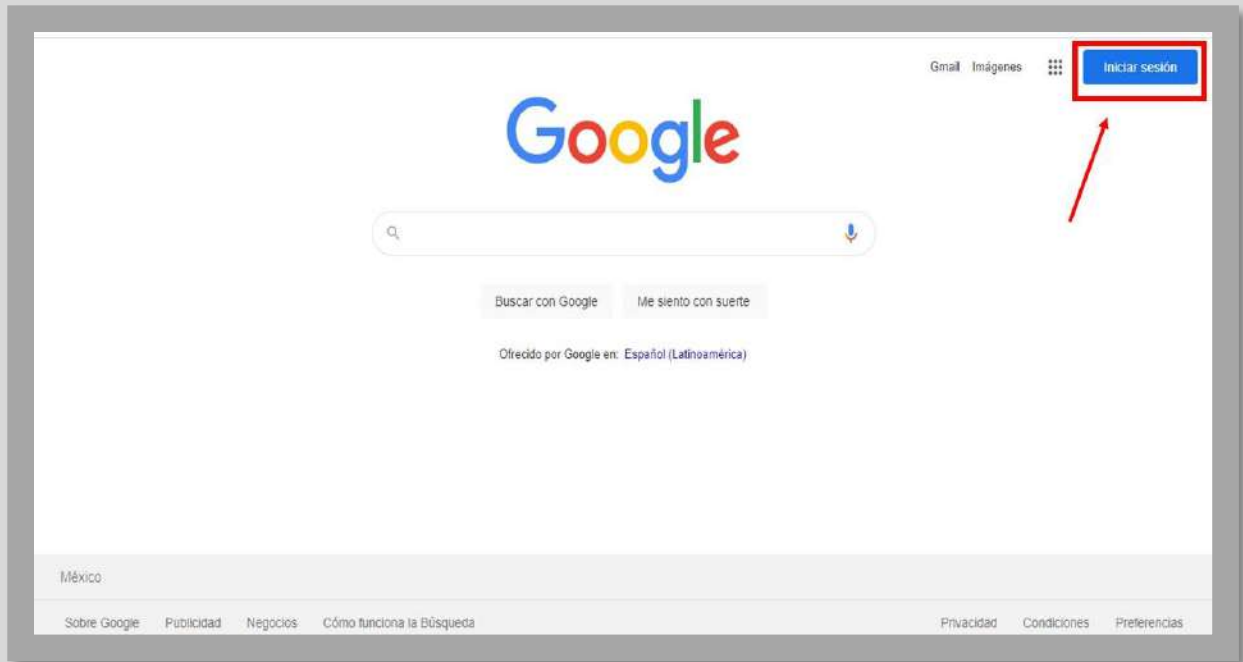 Gmail Imágenes Iniciar sesión
Google
Buscar con Google Me siento con suerte
Ofrecido por Google en: Español (Latinoamérica)
México
Sobre Google Publicidad Negocios Cómo funciona la Búsqueda Privacidad Condiciones Preferencias